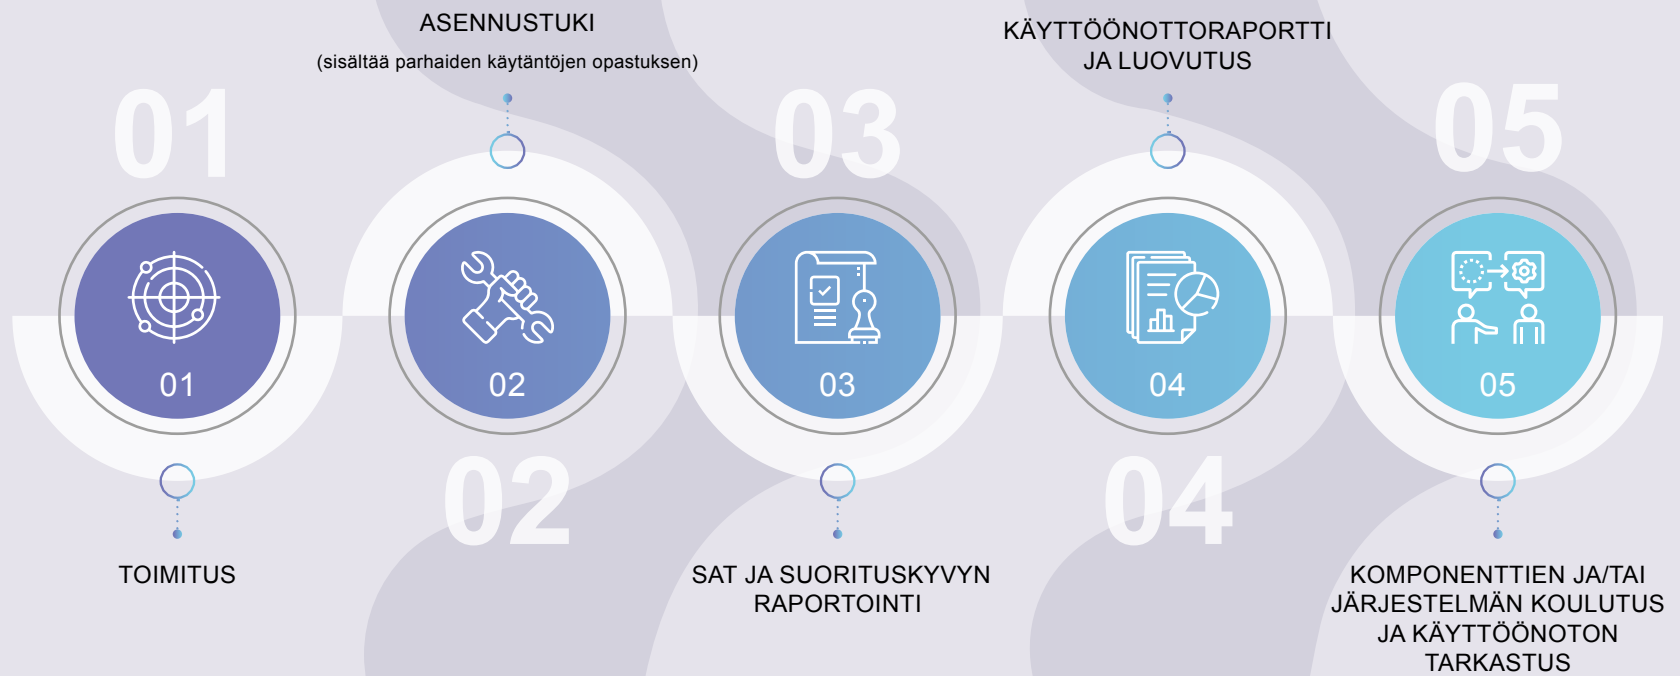 01
01
TOIMITUS
ASENNUSTUKI
(sisältää parhaiden käytäntöjen opastuksen)
02
02
03
03
SAT JA SUORITUSKYVYN
RAPORTOINTI
KÄYTTÖÖNOTTORAPORTTI
JA LUOVUTUS
04
04
05
05
KOMPONENTTIEN JA/TAI
JÄRJESTELMÄN KOULUTUS
JA KÄYTTÖÖNOTON
TARKASTUS